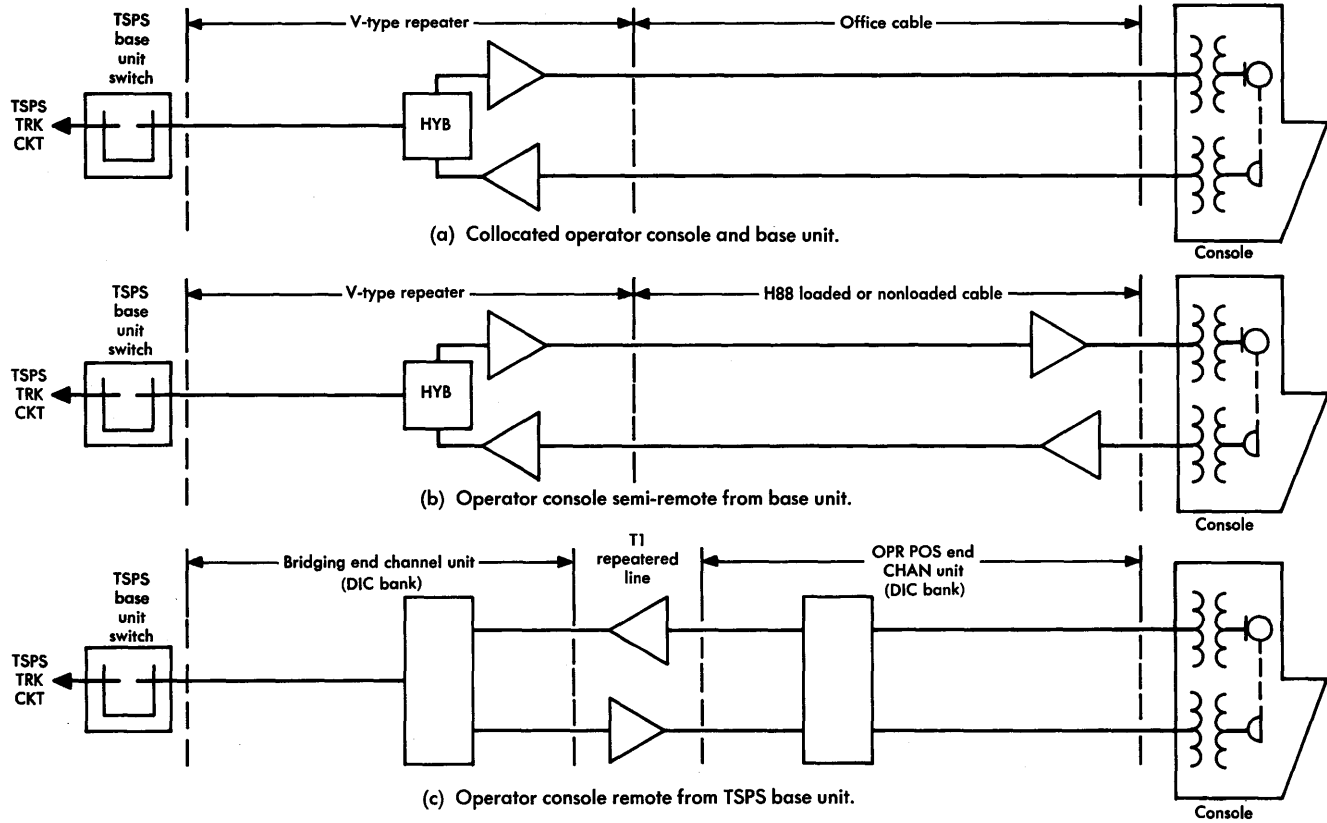 TSPS
base
unit
switch
V-type repeater
Office cable
TSPS
TRK
CKT
HYB
(a) Collocated operator console and base unit.
Console
TSPS
base
unit
switch
V-type repeater
H88 loaded or nonloaded cable
TSPS
TRK
CKT
HYB
(b) Operator console semi-remote from base unit.
Console
TSPS
base
unit
switch
Bridging end channel unit
(DIC bank)
T1
repeatered
line
OPR POS end
CHAN unit
(DIC bank)
TSPS
TRK
CKT
(c) Operator console remote from TSPS base unit.
Console